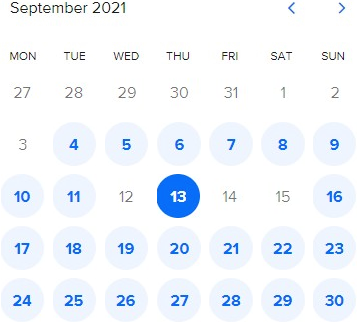 September 2021
MON TUE WED THU FRI SAT SUN
27 28 29 30 31 1 2
3 4 5 6 7 8 9
10 11 12 13 14 15 16
17 18 19 20 21 22 23
24 25 26 27 28 29 30